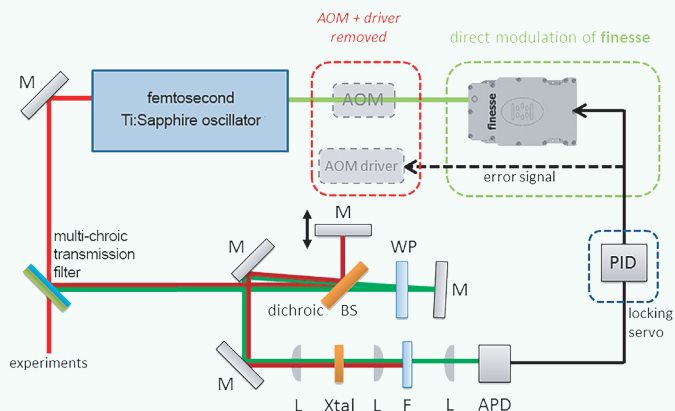 AOM + driver
removed
direct modulation of finesse
M
femtosecond
Ti:Sapphire oscillator
AOM
finesse
AOM driver
error signal
M
multi-chroic
transmission
filter
M
WP
PID
dichroic
BS
M
locking
servo
experiments
M
L
Xtal
L
F
L
APD